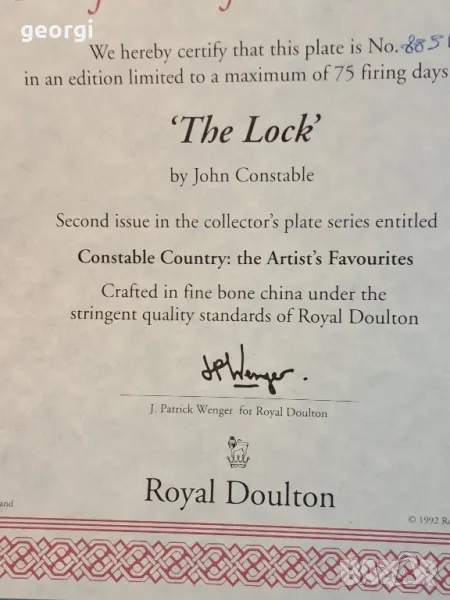 georgi
We hereby certify that this plate is No.
in an edition limited to a maximum of 75 firing days
'The Lock'
by John Constable
Second issue in the collector's plate series entitled
Constable Country: the Artist's Favourites
Crafted in fine bone china under the
stringent quality standards of Royal Doulton
J. Patrick Wenger for Royal Doulton
Royal Doulton
and
© 1992 R